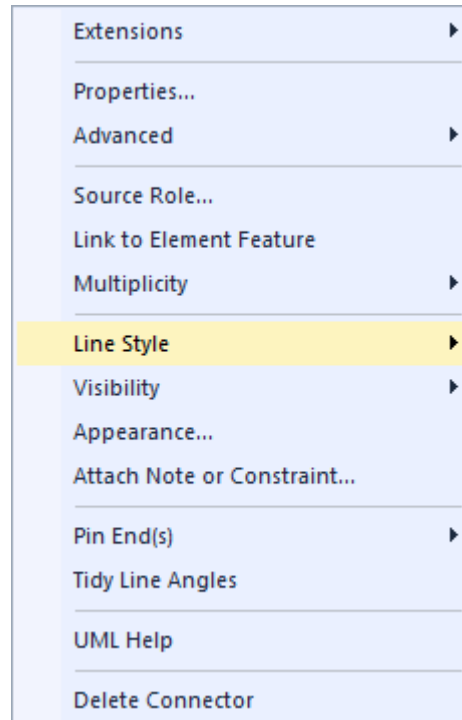 Extensions
Properties...
Advanced
Source Role...
Link to Element Feature
Multiplicity
Line Style
Visibility
Appearance...
Attach Note or Constraint...
Pin End(s)
Tidy Line Angles
UML Help
Delete Connector